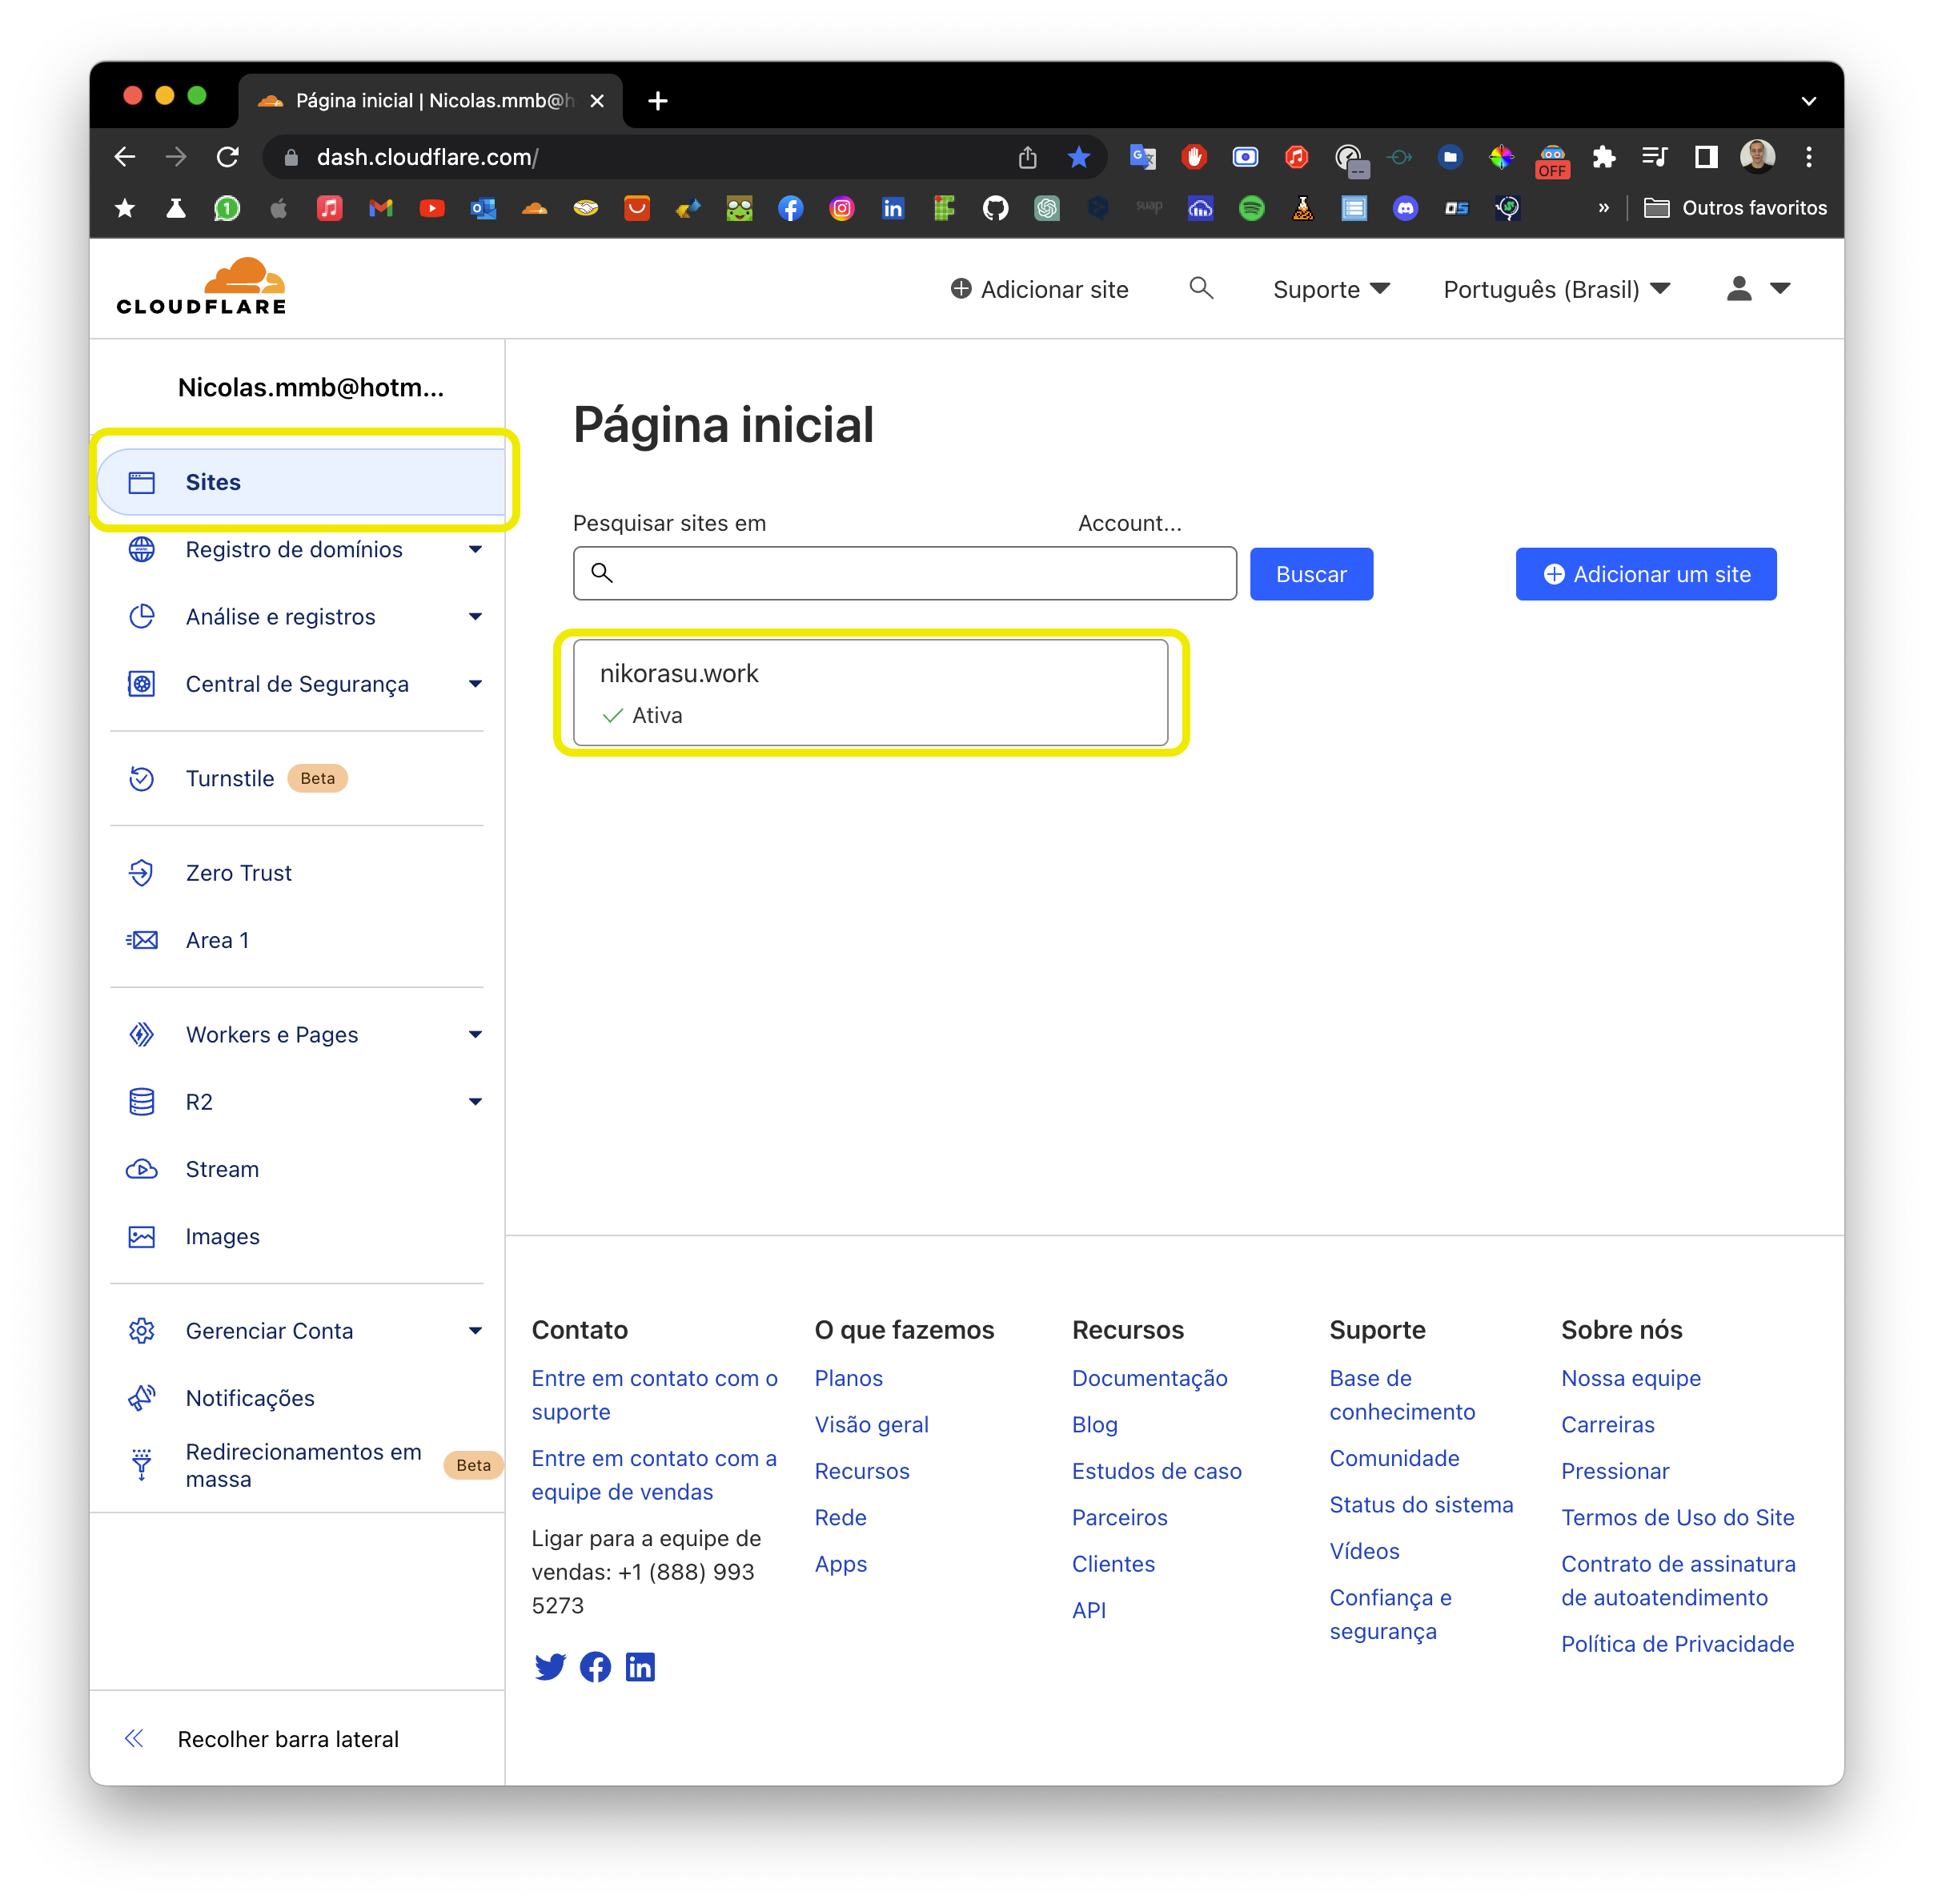 Página inicial | Nicolas.mmb@h
dash.cloudflare.com/
OFF
Outros favoritos
CLOUDFLARE
Adicionar site
Suporte
Português (Brasil)
Nicolas.mmb@hotm...
Sites
Registro de domínios
Análise e registros
Central de Segurança
Turnstile Beta
Zero Trust
Area 1
Workers e Pages
R2
Stream
Images
Gerenciar Conta
Notificações
Redirecionamentos em
massa
Beta
Recolher barra lateral
Página inicial
Pesquisar sites em Account...
Buscar
Adicionar um site
nikorasu.work
Ativa
Contato
Entre em contato com o
suporte
Entre em contato com a
equipe de vendas
Ligar para a equipe de
vendas: +1 (888) 993
5273
O que fazemos
Planos
Visão geral
Recursos
Rede
Apps
Recursos
Documentação
Blog
Estudos de caso
Parceiros
Clientes
API
Suporte
Base de
conhecimento
Comunidade
Status do sistema
Vídeos
Confiança e
segurança
Sobre nós
Nossa equipe
Carreiras
Pressionar
Termos de Uso do Site
Contrato de assinatura
de autoatendimento
Política de Privacidade